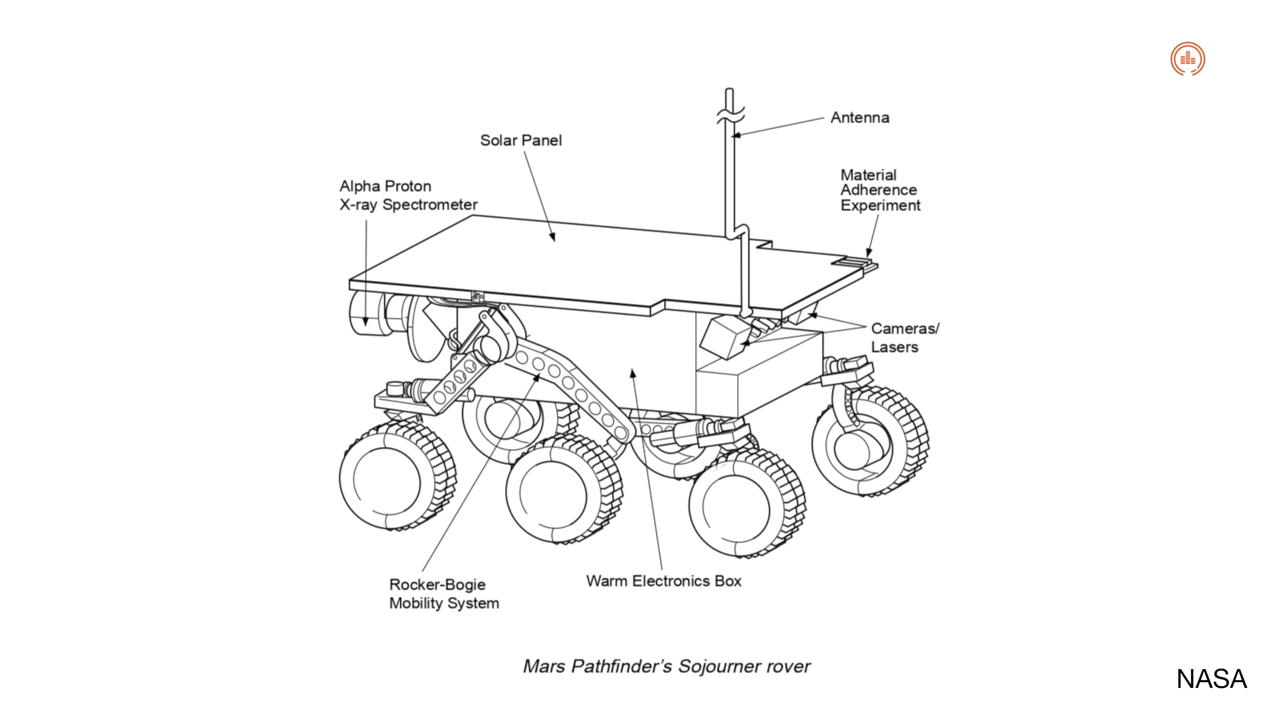 Antenna
Solar Panel
Material
Adherence
Experiment
Alpha Proton
X-ray Spectrometer
Cameras/
Lasers
Rocker-Bogie
Mobility System
Warm Electronics Box
Mars Pathfinder's Sojourner rover
NASA